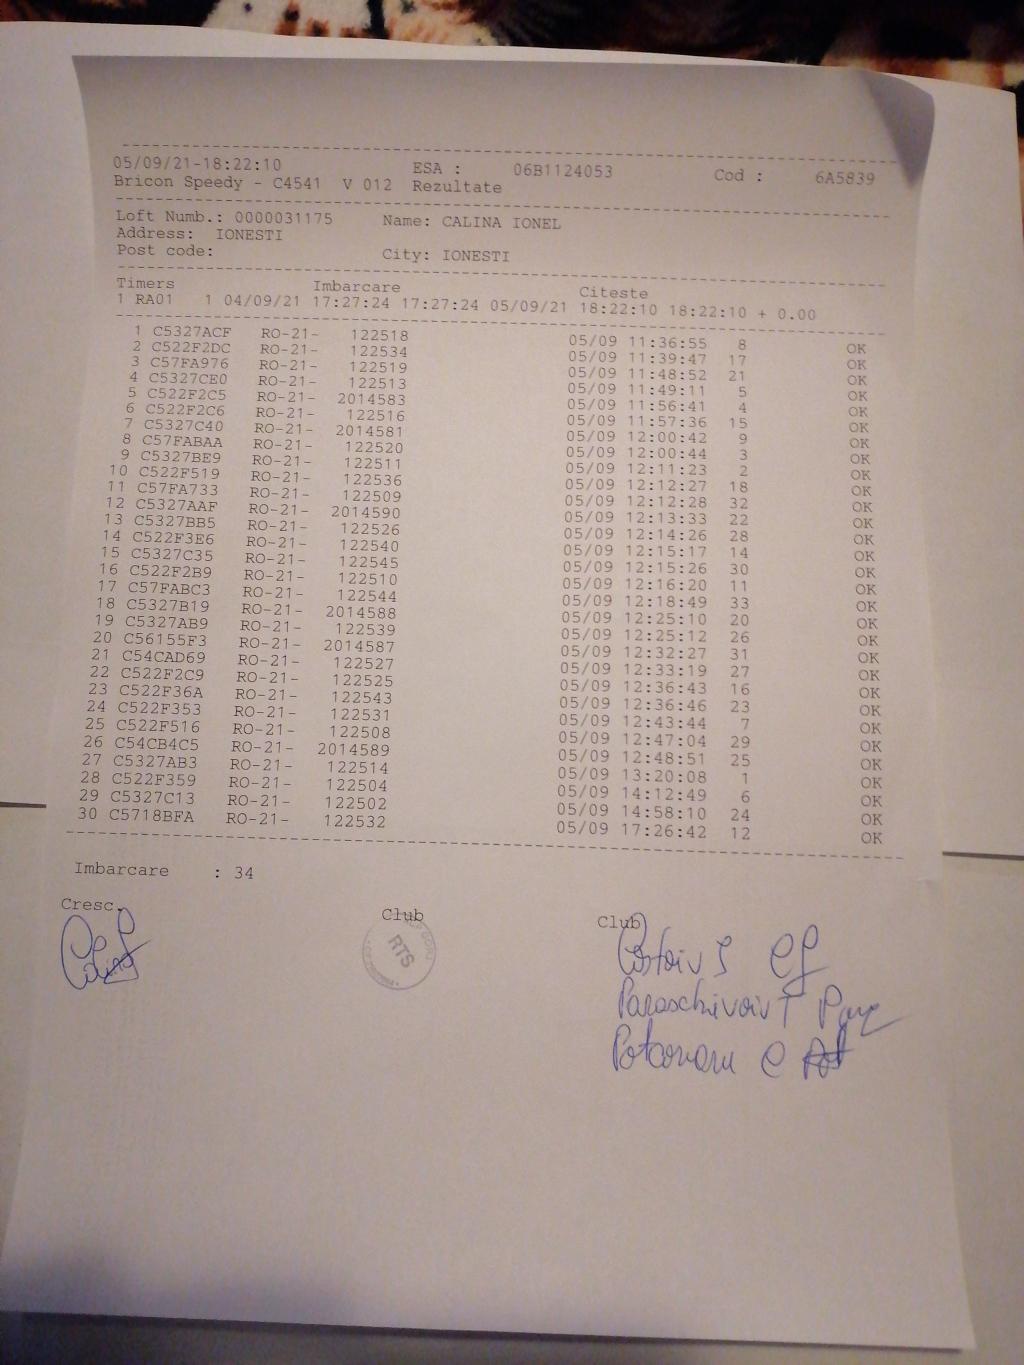 05/09/21-18:22:10 ESA : 06B1124053 Cod : 6A5839
Bricon Speedy - C4541 V 012 Rezultate
Loft Numb.: 0000031175 Name: CALINA IONEL
Address: IONESTI
Post code: City: IONESTI
Timers Imbarcare Citeste
1 RA01 1 04/09/21 17:27:24 17:27:24 05/09/21 18:22:10 18:22:10 + 0.00
1 C5327ACF RO-21- 122518 05/09 11:36:55 8 OK
2 C522F2DC RO-21- 122534 05/09 11:39:47 17 OK
3 C57FA976 RO-21- 122519 05/09 11:48:52 21 OK
4 C5327CE0 RO-21- 122513 05/09 11:49:11 5 OK
5 C522F2C5 RO-21- 2014583 05/09 11:56:41 4 OK
6 C522F2C6 RO-21- 122516 05/09 11:57:36 15 OK
7 C5327C40 RO-21- 2014581 05/09 12:00:42 9 OK
8 C57FABAA RO-21- 122520 05/09 12:00:44 3 OK
9 C5327BE9 RO-21- 122511 05/09 12:11:23 2 OK
10 C522F519 RO-21- 122536 05/09 12:12:27 18 OK
11 C57FA733 RO-21- 122509 05/09 12:12:28 32 OK
12 C5327AAF RO-21- 2014590 05/09 12:13:33 22 OK
13 C5327BB5 RO-21- 122526 05/09 12:14:26 28 OK
14 C522F3E6 RO-21- 122540 05/09 12:15:17 14 OK
15 C5327C35 RO-21- 122545 05/09 12:15:26 30 OK
16 C522F2B9 RO-21- 122510 05/09 12:16:20 11 OK
17 C57FABC3 RO-21- 122544 05/09 12:18:49 33 OK
18 C5327B19 RO-21- 2014588 05/09 12:25:10 20 OK
19 C5327AB9 RO-21- 122539 05/09 12:25:12 26 OK
20 C56155F3 RO-21- 2014587 05/09 12:32:27 31 OK
21 C54CAD69 RO-21- 122527 05/09 12:33:19 27 OK
22 C522F2C9 RO-21- 122525 05/09 12:36:43 16 OK
23 C522F36A RO-21- 122543 05/09 12:36:46 23 OK
24 C522F353 RO-21- 122531 05/09 12:43:44 7 OK
25 C522F516 RO-21- 122508 05/09 12:47:04 29 OK
26 C54CB4C5 RO-21- 2014589 05/09 12:48:51 25 OK
27 C5327AB3 RO-21- 122514 05/09 13:20:08 1 OK
28 C522F359 RO-21- 122504 05/09 14:12:49 6 OK
29 C5327C13 RO-21- 122502 05/09 14:58:10 24 OK
30 C5718BFA RO-21- 122532 05/09 17:26:42 12 OK
Imbarcare : 34
Cresc. Club Club
RTS
Paraschivoiu T